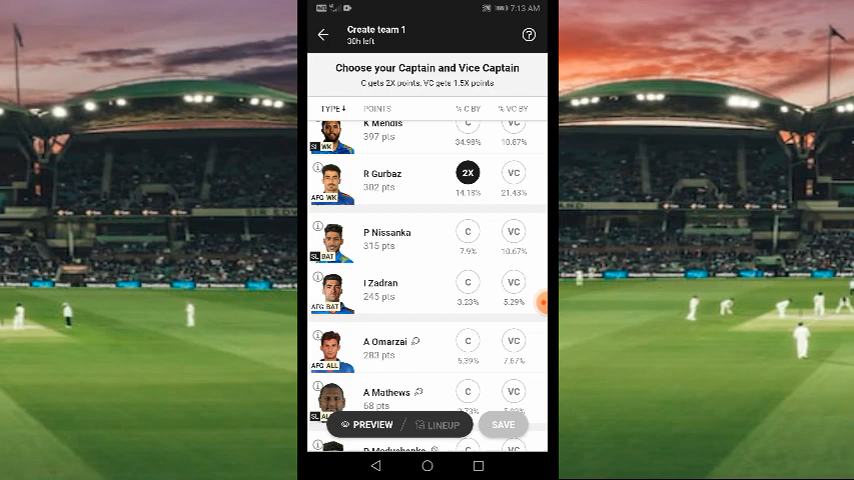 7:13 AM
Create team 1
30h left
Choose your Captain and Vice Captain
C gets 2X points, VC gets 1.5X points
TYPE POINTS % C BY % VC BY
K Mendis C VC
397 pts
SL WK 34.98% 10.87%
R Gurbaz 2X VC
302 pts
AFG WK 14.18% 21.43%
P Nissanka C VC
315 pts
SL BAT 7.9% 10.67%
I Zadran C VC
245 pts
AFG BAT 3.23% 5.29%
A Omarzai C VC
283 pts
AFG ALL 5.39% 7.67%
A Mathews C VC
68 pts
SL
PREVIEW / LINEUP SAVE